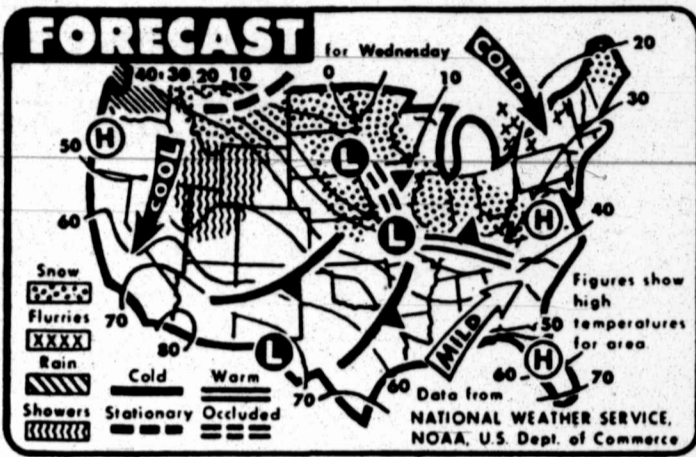 FORECAST
for Wednesday
COLD
20
40
30
20
10
0
10
30
H
50
COOL
L
60
L
H
40
Snow
Flurries
Rain
Showers
70
80
Cold
Warm
Stationary
Occluded
L
70
60
MILD
50
60
H
70
Figures show
high
temperatures
for area
Data from
NATIONAL WEATHER SERVICE,
NOAA, U.S. Dept. of Commerce